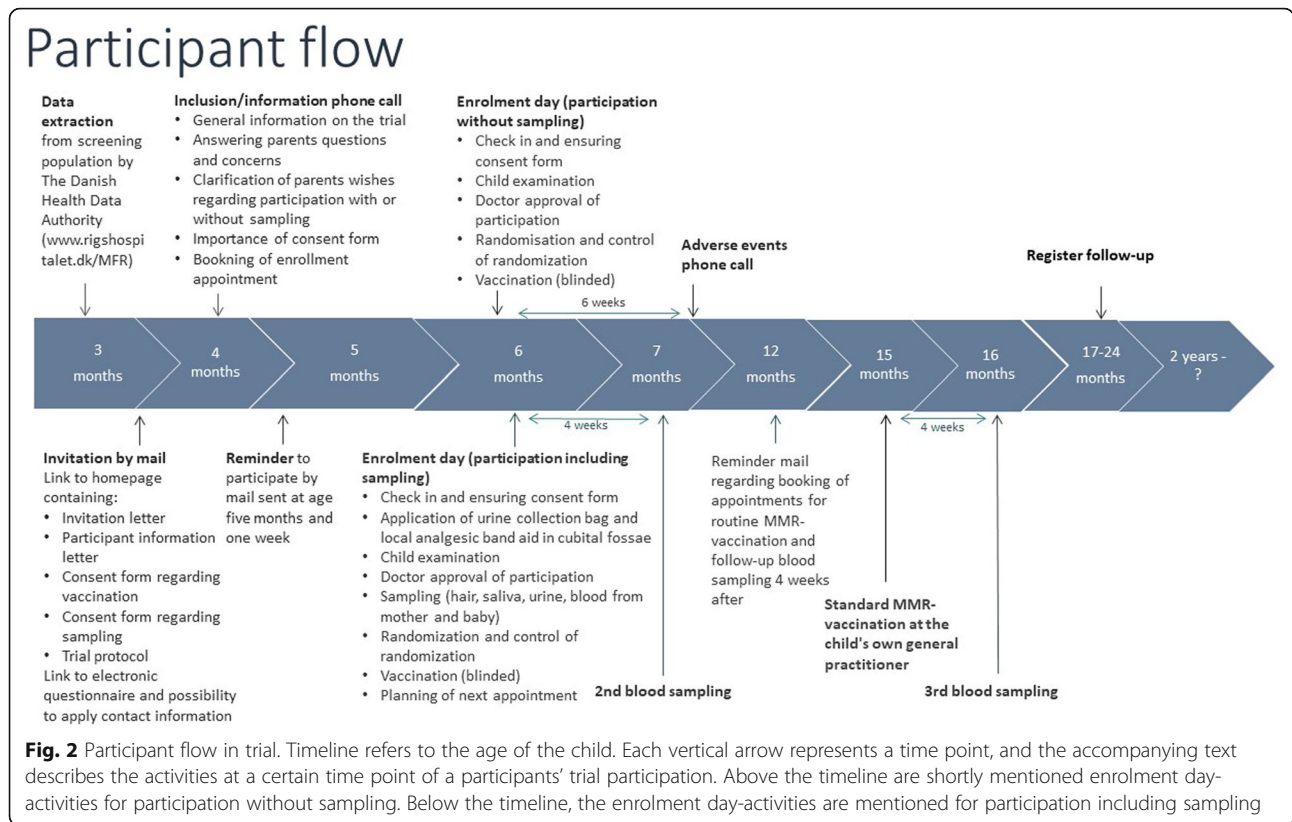 Participant flow
Data
extraction
from screening
population by
The Danish
Health Data
Authority
(www.rigshospi
talet.dk/MFR)
Inclusion/information phone call
• General information on the trial
• Answering parents questions
and concerns
• Clarification of parents wishes
regarding participation with or
without sampling
• Importance of consent form
• Bookning of enrollment
appointment
Enrolment day (participation
without sampling)
• Check in and ensuring
consent form
• Child examination
• Doctor approval of
participation
• Randomisation and control
of randomization
• Vaccination (blinded)
6 weeks
Adverse events
phone call
Register follow-up
3
months
4
months
5
months
6
months
7
months
12
months
15
months
16
months
17-24
months
2 years -
?
4 weeks
4 weeks
Invitation by mail
Link to homepage
containing:
• Invitation letter
• Participant information
letter
• Consent form regarding
vaccination
• Consent form regarding
sampling
• Trial protocol
Link to electronic
questionnaire and possibility
to apply contact information
Reminder to
participate by
mail sent at age
five months and
one week
Enrolment day (participation including
sampling)
• Check in and ensuring consent form
• Application of urine collection bag and
local analgesic band aid in cubital fossae
• Child examination
• Doctor approval of participation
• Sampling (hair, saliva, urine, blood from
mother and baby)
• Randomization and control of
randomization
• Vaccination (blinded)
• Planning of next appointment
2nd blood sampling
Reminder mail
regarding booking of
appointments for
routine MMR-
vaccination and
follow-up blood
sampling 4 weeks
after
Standard MMR-
vaccination at the
child's own general
practitioner
3rd blood sampling
Fig. 2 Participant flow in trial. Timeline refers to the age of the child. Each vertical arrow represents a time point, and the accompanying text
describes the activities at a certain time point of a participants' trial participation. Above the timeline are shortly mentioned enrolment day-
activities for participation without sampling. Below the timeline, the enrolment day-activities are mentioned for participation including sampling